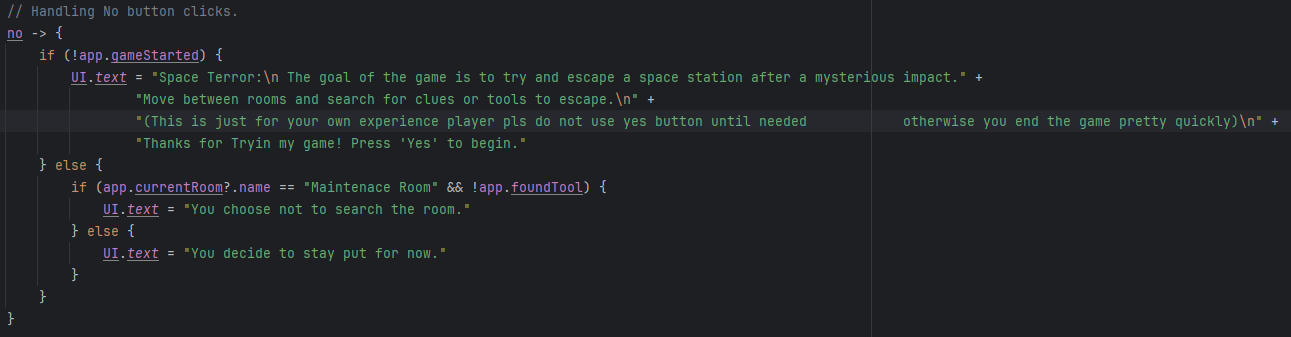 // Handling No button clicks.
no -> {
    if (!app.gameStarted) {
        UI.text = "Space Terror:\n The goal of the game is to try and escape a space station after a mysterious impact." +
                "Move between rooms and search for clues or tools to escape.\n" +
                "(This is just for your own experience player pls do not use yes button until needed            otherwise you end the game pretty quickly)\n" +
                "Thanks for Tryin my game! Press 'Yes' to begin."
    } else {
        if (app.currentRoom?.name == "Maintenace Room" && !app.foundTool) {
            UI.text = "You choose not to search the room."
        } else {
            UI.text = "You decide to stay put for now."
        }
    }
}